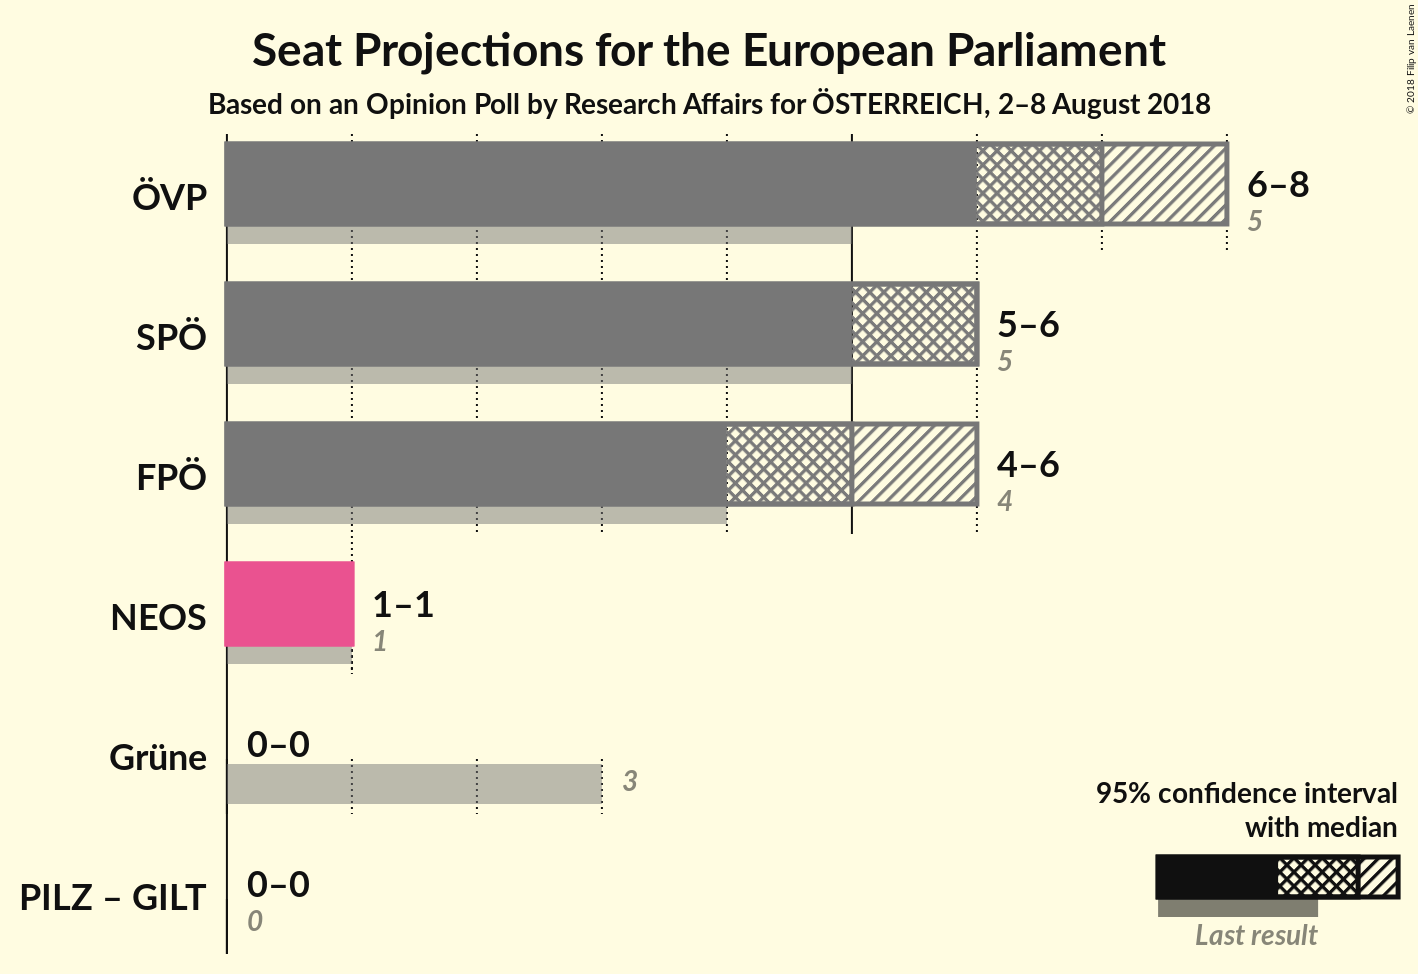 Seat Projections for the European Parliament
Based on an Opinion Poll by Research Affairs for ÖSTERREICH, 2–8 August 2018
© 2018 Filip van Laenen
ÖVP
6–8
5
SPÖ
5–6
5
FPÖ
4–6
4
NEOS
1–1
1
Grüne
0–0
3
PILZ – GILT
0–0
0
95% confidence interval
with median
Last result